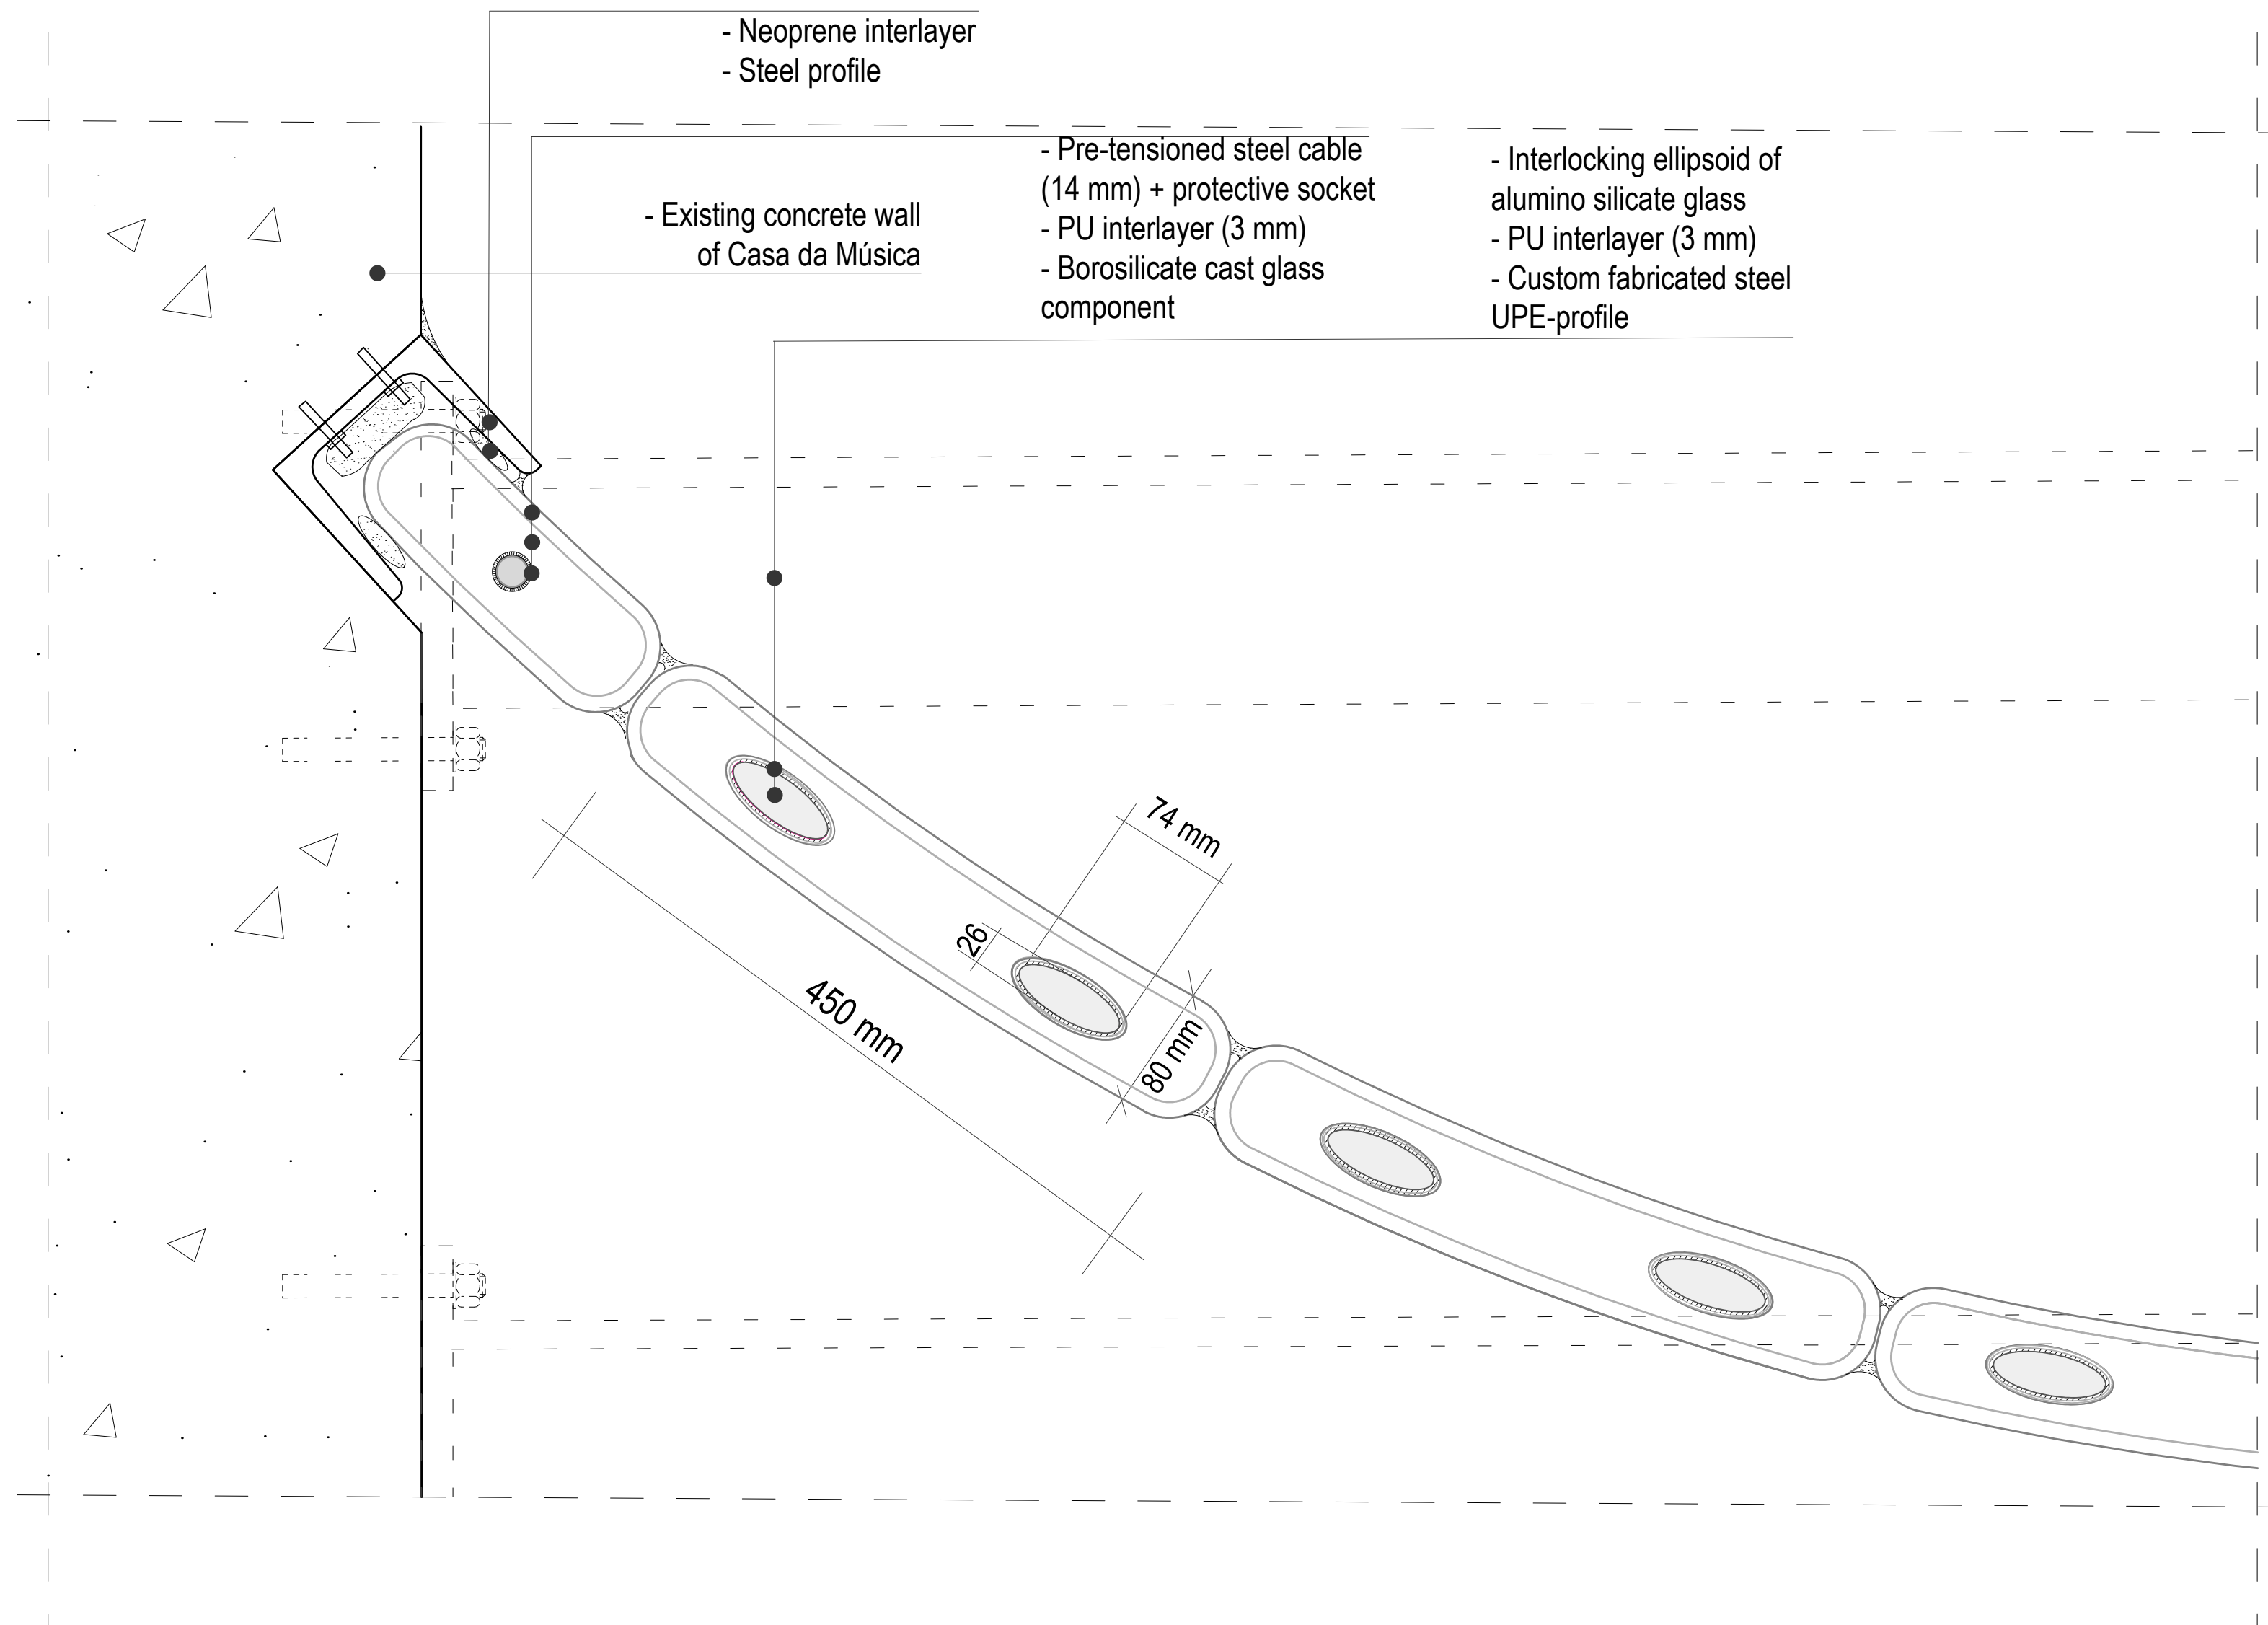 - Neoprene interlayer
- Steel profile
- Existing concrete wall
of Casa da Música
- Pre-tensioned steel cable
(14 mm) + protective socket
- PU interlayer (3 mm)
- Borosilicate cast glass
component
- Interlocking ellipsoid of
alumino silicate glass
- PU interlayer (3 mm)
- Custom fabricated steel
UPE-profile
74 mm
26
450 mm
80 mm